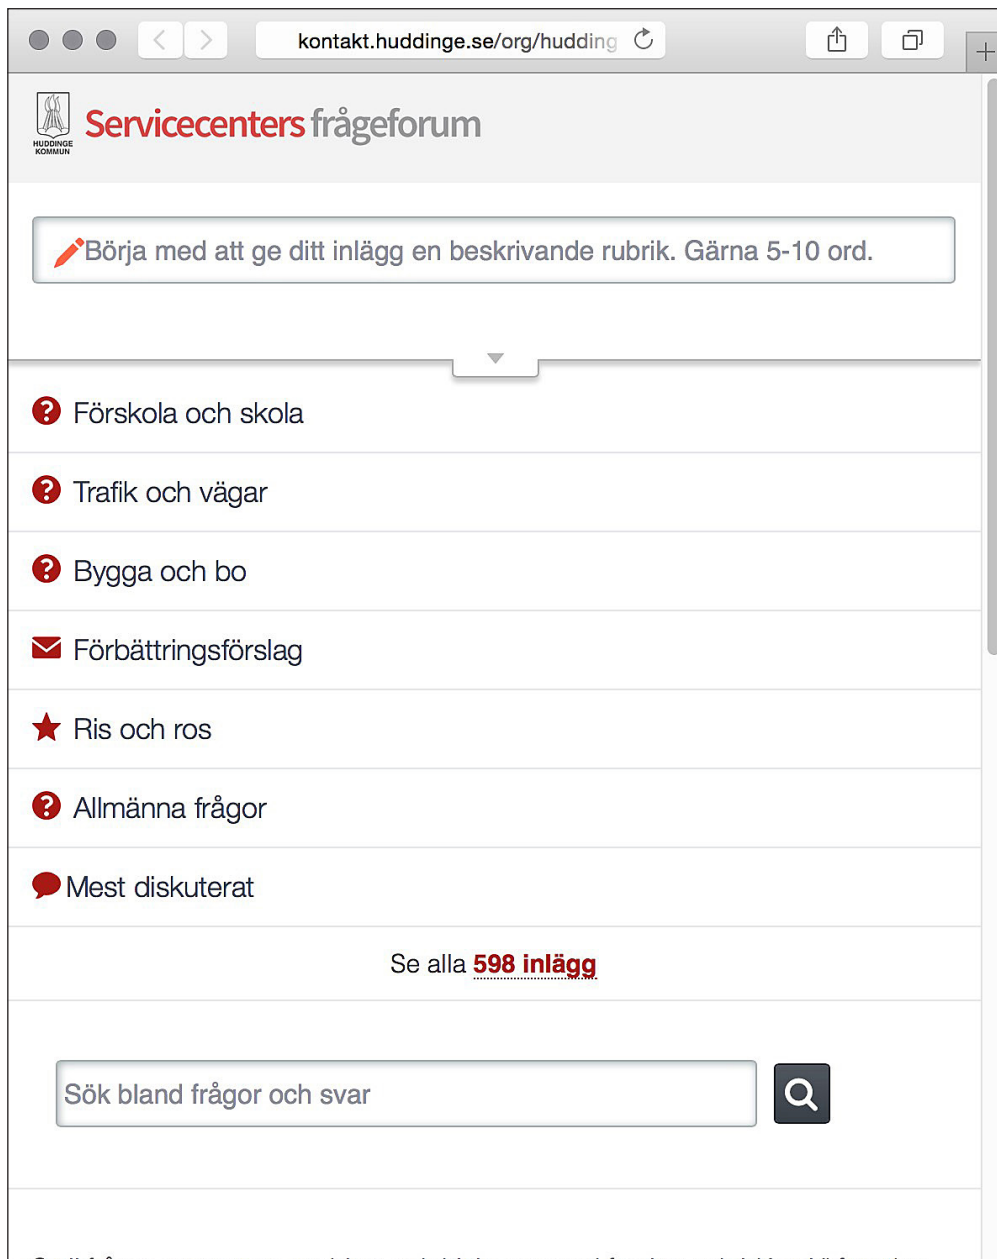 kontakt.huddinge.se/org/hudding
HUDDINGE
KOMMUN
Servicecenters frågeforum
Börja med att ge ditt inlägg en beskrivande rubrik. Gärna 5-10 ord.
Förskola och skola
Trafik och vägar
Bygga och bo
Förbättringsförslag
Ris och ros
Allmänna frågor
Mest diskuterat
Se alla 598 inlägg
Sök bland frågor och svar